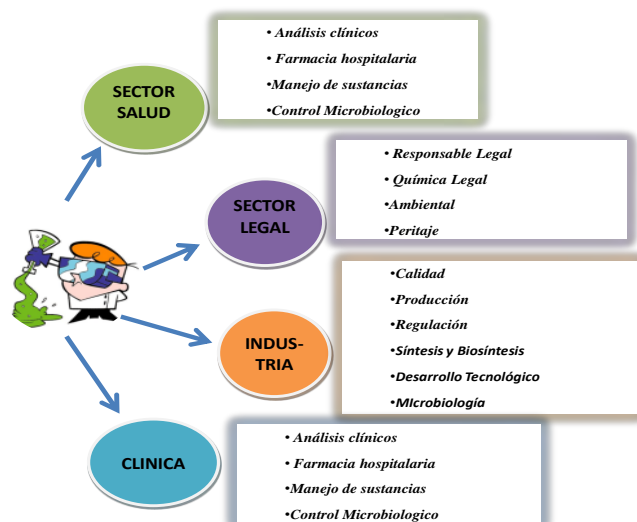 SECTOR
SALUD
• Análisis clínicos
• Farmacia hospitalaria
•Manejo de sustancias
•Control Microbiologico
SECTOR
LEGAL
• Responsable Legal
• Química Legal
•Ambiental
•Peritaje
INDUS-
TRIA
•Calidad
•Producción
•Regulación
•Síntesis y Biosíntesis
•Desarrollo Tecnológico
•MIcrobiología
CLINICA
• Análisis clínicos
• Farmacia hospitalaria
•Manejo de sustancias
•Control Microbiologico